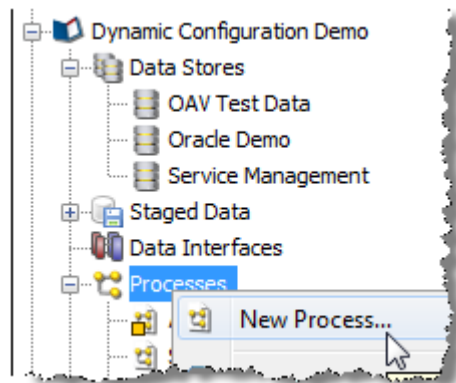 Dynamic Configuration Demo
Data Stores
OAV Test Data
Oracle Demo
Service Management
Staged Data
Data Interfaces
Processes
New Process...